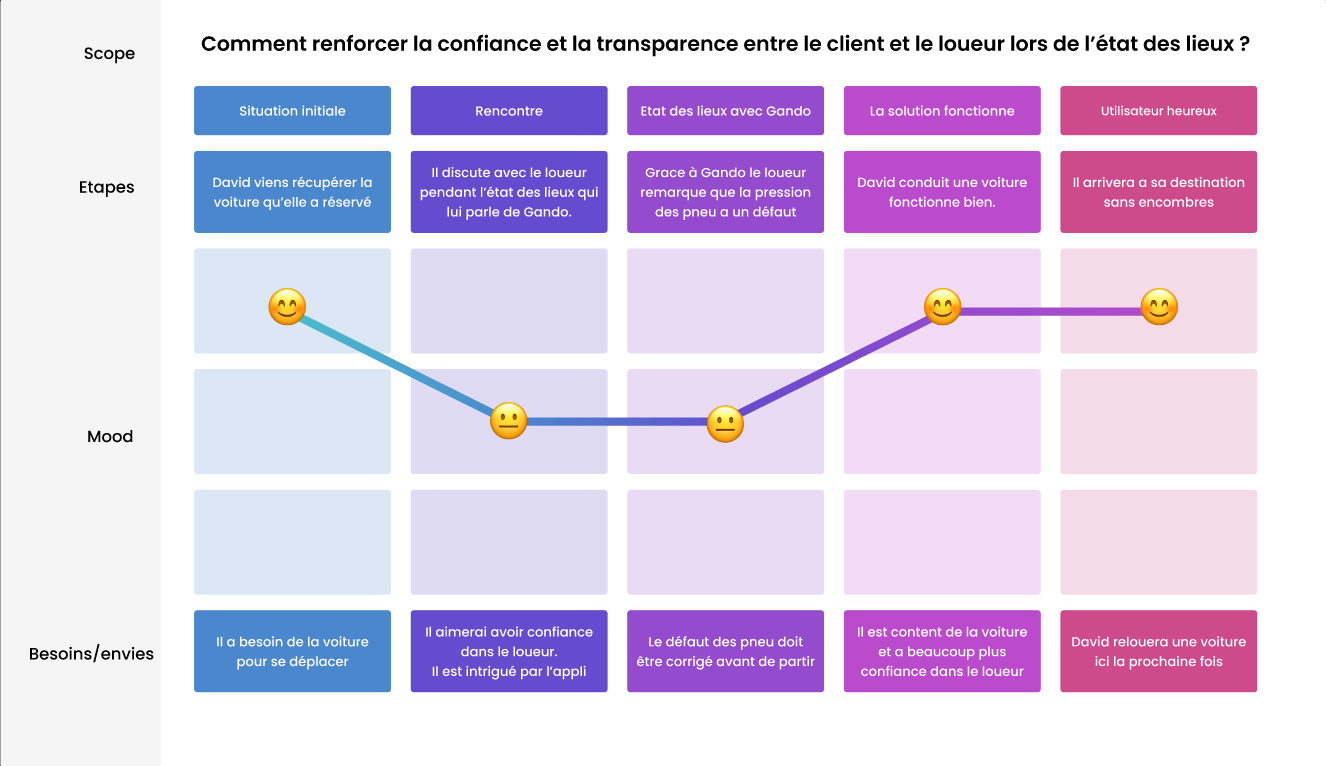 Scope
Comment renforcer la confiance et la transparence entre le client et le loueur lors de l'état des lieux ?
Situation initiale
Rencontre
Etat des lieux avec Gando
La solution fonctionne
Utilisateur heureux
Etapes
David viens récupérer la
voiture qu'elle a réservé
Il discute avec le loueur
pendant l'état des lieux qui
lui parle de Gando.
Grace à Gando le loueur
remarque que la pression
des pneu a un défaut
David conduit une voiture
fonctionne bien.
Il arrivera a sa destination
sans encombres
Mood
Besoins/envies
Il a besoin de la voiture
pour se déplacer
Il aimerai avoir confiance
dans le loueur.
Il est intrigué par l'appli
Le défaut des pneu doit
être corrigé avant de partir
Il est content de la voiture
et a beaucoup plus
confiance dans le loueur
David relouera une voiture
ici la prochaine fois